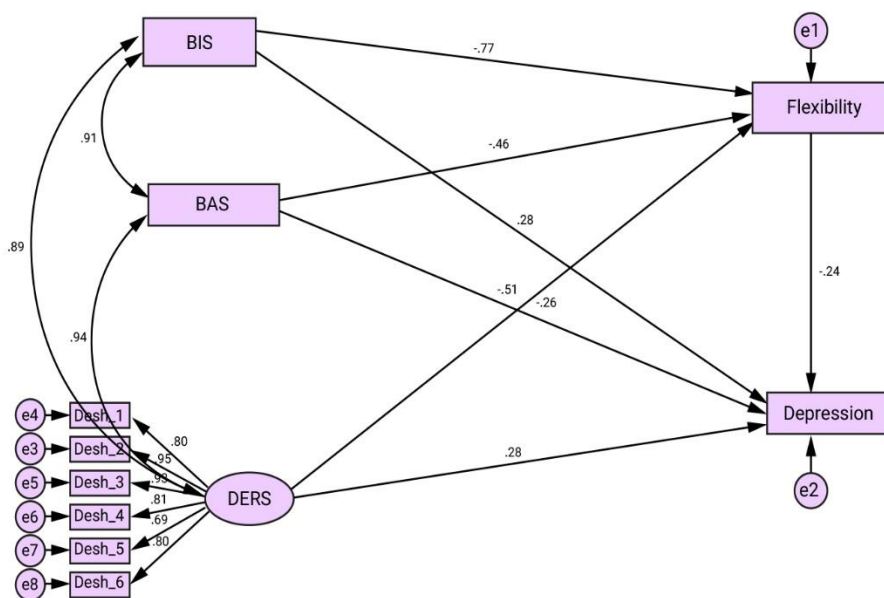 e1
BIS
-.77
Flexibility
.91
-.46
BAS
.28
.89
-.24
-.51
-.26
.94
e4
Desh_1
.80
Depression
e3
Desh_2
.95
.28
e5
Desh_3
.93
DERS
e2
e6
Desh_4
.81
.69
e7
Desh_5
.80
e8
Desh_6